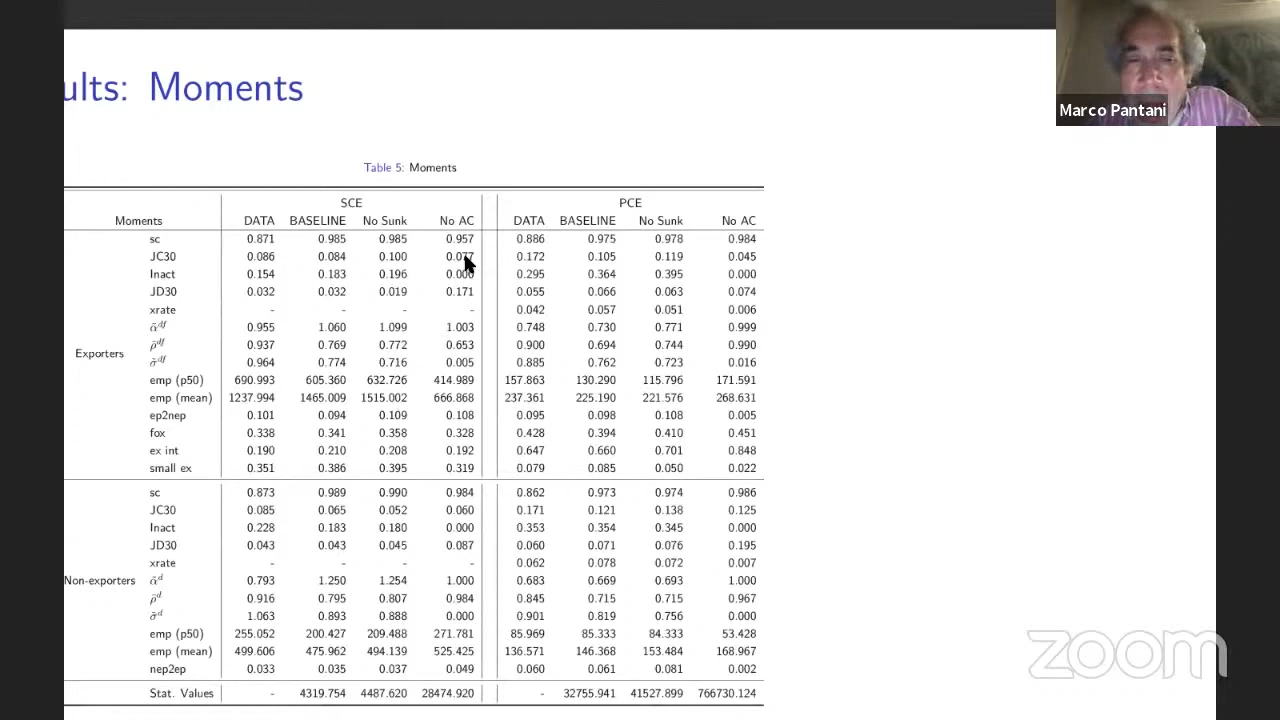 ults: Moments
Marco Pantani
Table 5: Moments
SCE PCE
Moments DATA BASELINE No Sunk No AC DATA BASELINE No Sunk No AC
sc 0.871 0.985 0.985 0.957 0.886 0.975 0.978 0.984
JC30 0.086 0.084 0.100 0.077 0.172 0.105 0.119 0.045
Inact 0.154 0.183 0.196 0.000 0.295 0.364 0.395 0.000
JD30 0.032 0.032 0.019 0.171 0.055 0.066 0.063 0.074
xrate - - - - 0.042 0.057 0.051 0.006
α̃^df 0.955 1.060 1.099 1.003 0.748 0.730 0.771 0.999
Exporters ρ̃^df 0.937 0.769 0.772 0.653 0.900 0.694 0.744 0.990
σ̃^df 0.964 0.774 0.716 0.005 0.885 0.762 0.723 0.016
emp (p50) 690.993 605.360 632.726 414.989 157.863 130.290 115.796 171.591
emp (mean) 1237.994 1465.009 1515.002 666.868 237.361 225.190 221.576 268.631
ep2nep 0.101 0.094 0.109 0.108 0.095 0.098 0.108 0.005
fox 0.338 0.341 0.358 0.328 0.428 0.394 0.410 0.451
ex int 0.190 0.210 0.208 0.192 0.647 0.660 0.701 0.848
small ex 0.351 0.386 0.395 0.319 0.079 0.085 0.050 0.022
sc 0.873 0.989 0.990 0.984 0.862 0.973 0.974 0.986
JC30 0.085 0.065 0.052 0.060 0.171 0.121 0.138 0.125
Inact 0.228 0.183 0.180 0.000 0.353 0.354 0.345 0.000
JD30 0.043 0.043 0.045 0.087 0.060 0.071 0.076 0.195
xrate - - - - 0.062 0.078 0.072 0.007
Non-exporters α̃^d 0.793 1.250 1.254 1.000 0.683 0.669 0.693 1.000
ρ̃^d 0.916 0.795 0.807 0.984 0.845 0.715 0.715 0.967
σ̃^d 1.063 0.893 0.888 0.000 0.901 0.819 0.756 0.000
emp (p50) 255.052 200.427 209.488 271.781 85.969 85.333 84.333 53.428
emp (mean) 499.606 475.962 494.139 525.425 136.571 146.368 153.484 168.967
nep2ep 0.033 0.035 0.037 0.049 0.060 0.061 0.081 0.002
Stat. Values - 4319.754 4487.620 28474.920 - 32755.941 41527.899 766730.124
zoom